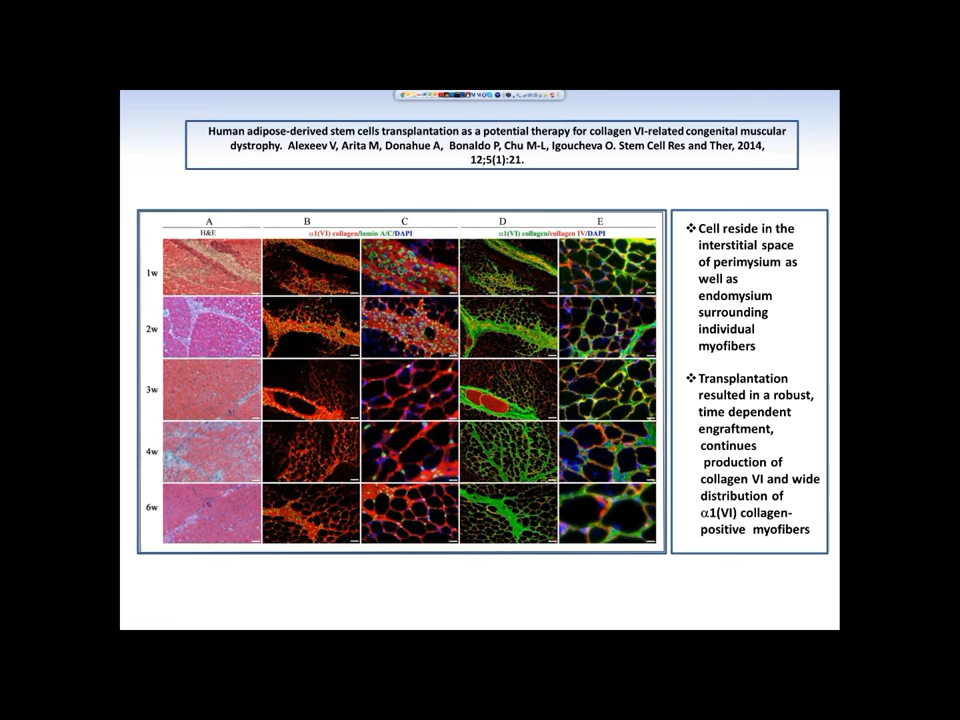 Human adipose-derived stem cells transplantation as a potential therapy for collagen VI-related congenital muscular
dystrophy. Alexeev V, Arita M, Donahue A, Bonaldo P, Chu M-L, Igoucheva O. Stem Cell Res and Ther, 2014,
12;5(1):21.
A B C D E
H&E α1(VI) collagen/lamin A/C/DAPI α1(VI) collagen/collagen IV/DAPI
1w
2w
3w
4w
6w
❖Cell reside in the
interstitial space
of perimysium as
well as
endomysium
surrounding
individual
myofibers
❖Transplantation
resulted in a robust,
time dependent
engraftment,
continues
production of
collagen VI and wide
distribution of
α1(VI) collagen-
positive myofibers